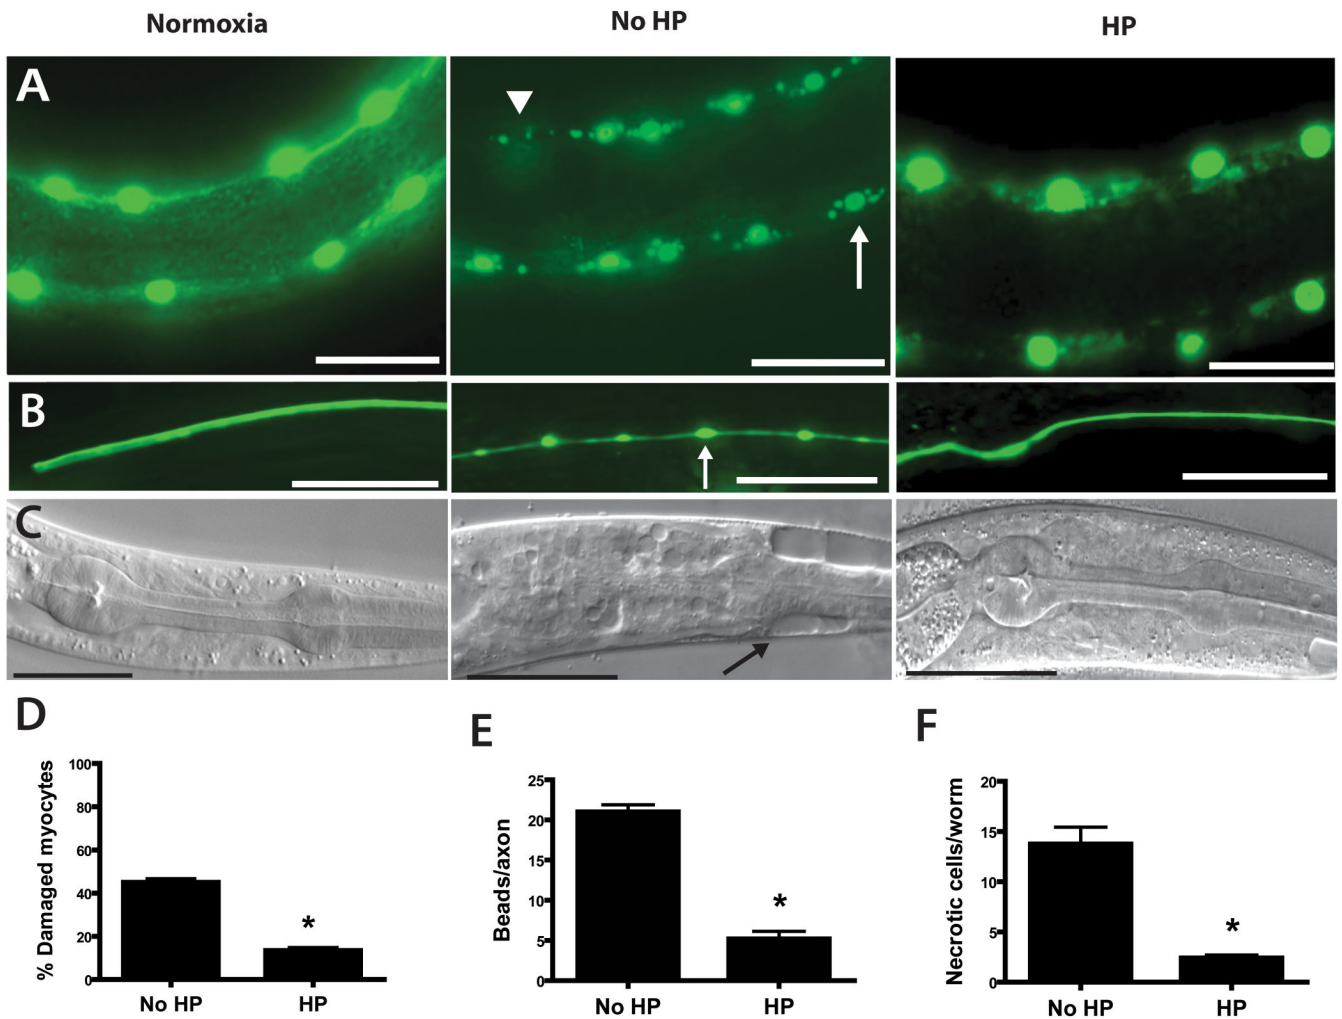 Normoxia
No HP
HP
A
B
C
D
% Damaged myocytes
100
80
60
40
20
0
*
No HP
HP
E
Beads/axon
25
20
15
10
5
0
*
No HP
HP
F
Necrotic cells/worm
20
15
10
5
0
*
No HP
HP